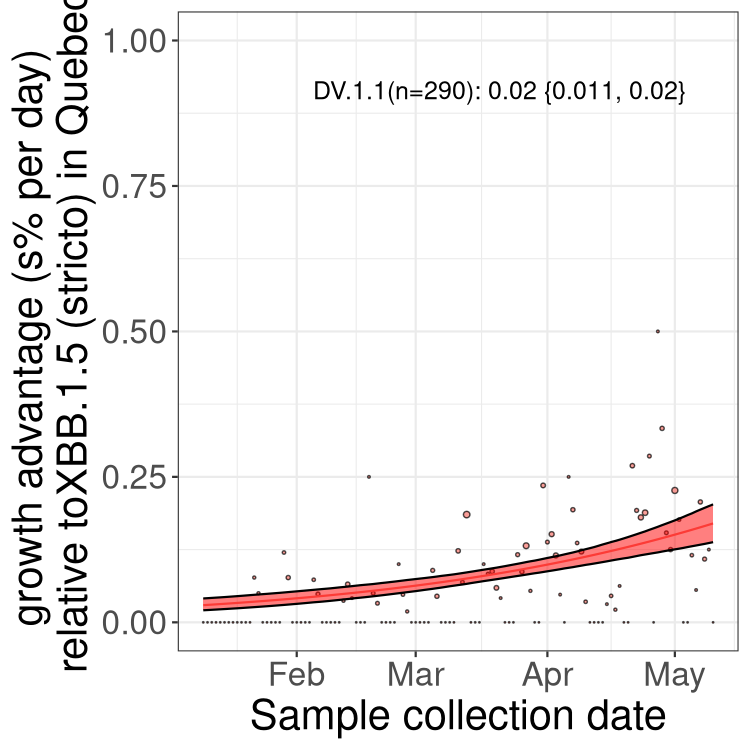 growth advantage (s% per day)
relative toXBB.1.5 (stricto) in Quebec
1.00
0.75
0.50
0.25
0.00
DV.1.1(n=290): 0.02 {0.011, 0.02}
Feb Mar Apr May
Sample collection date